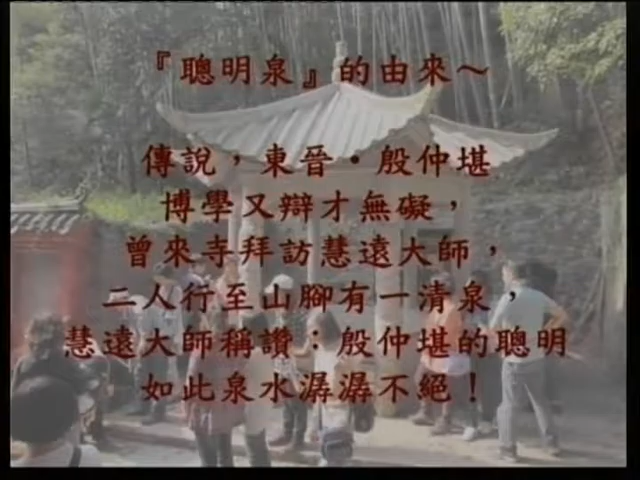 『聰明泉』的由來～
傳說，東晉·殷仲堪
博學又辯才無礙，
曾來寺拜訪慧遠大師，
二人行至山腳有一清泉，
慧遠大師稱讚：殷仲堪的聰明
如此泉水潺潺不絕！